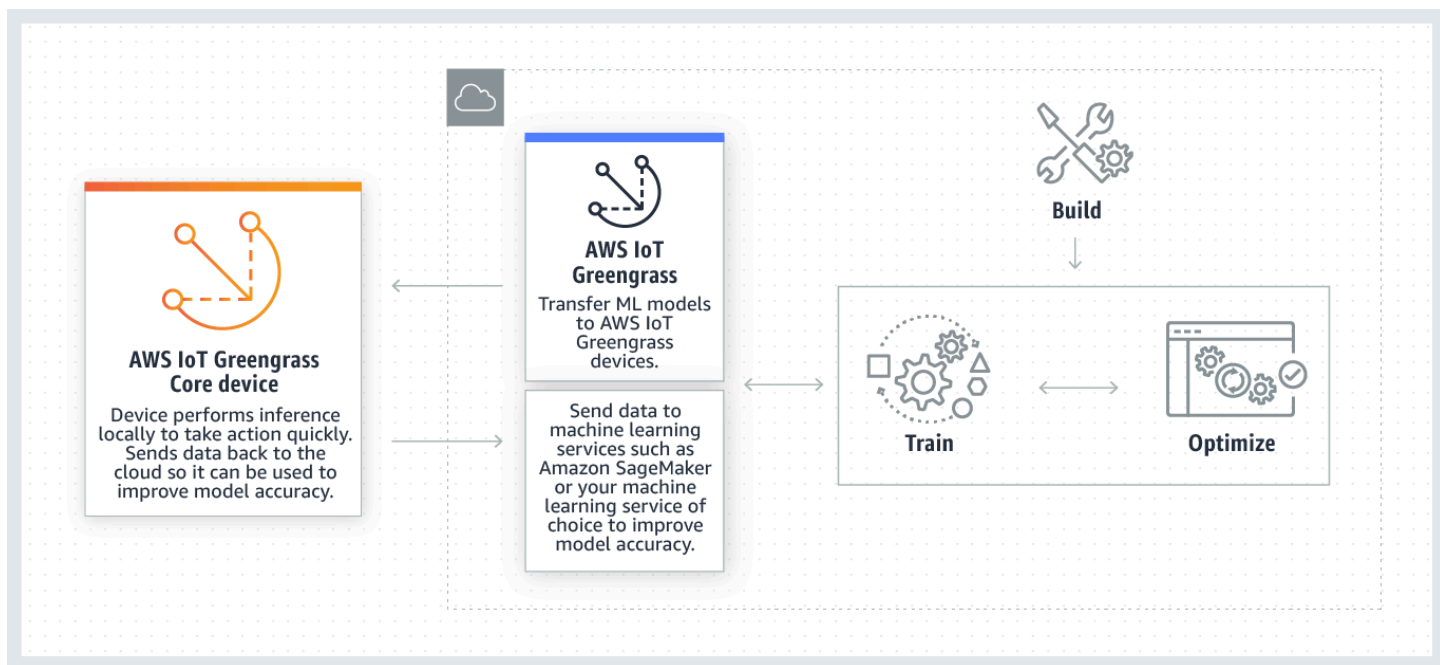 AWS IoT Greengrass
Core device
Device performs inference
locally to take action quickly.
Sends data back to the
cloud so it can be used to
improve model accuracy.
AWS IoT
Greengrass
Transfer ML models
to AWS IoT
Greengrass
devices.
Send data to
machine learning
services such as
Amazon SageMaker
or your machine
learning service of
choice to improve
model accuracy.
Build
Train
Optimize